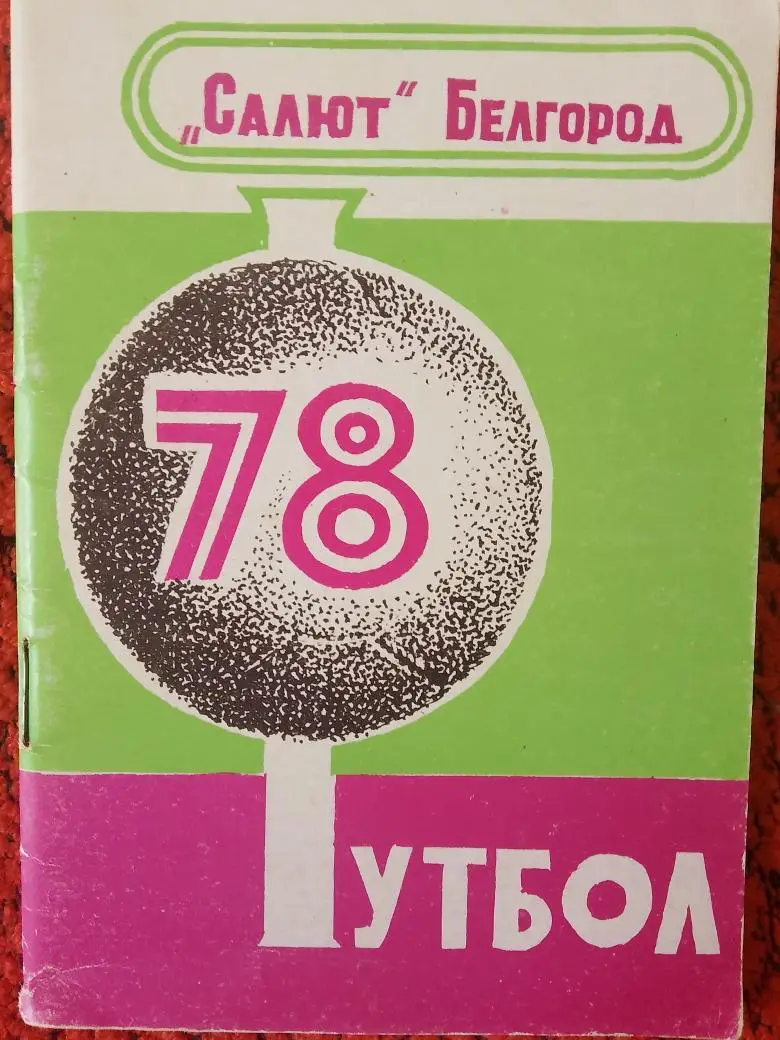 „Салют“ Белгород
78
Футбол